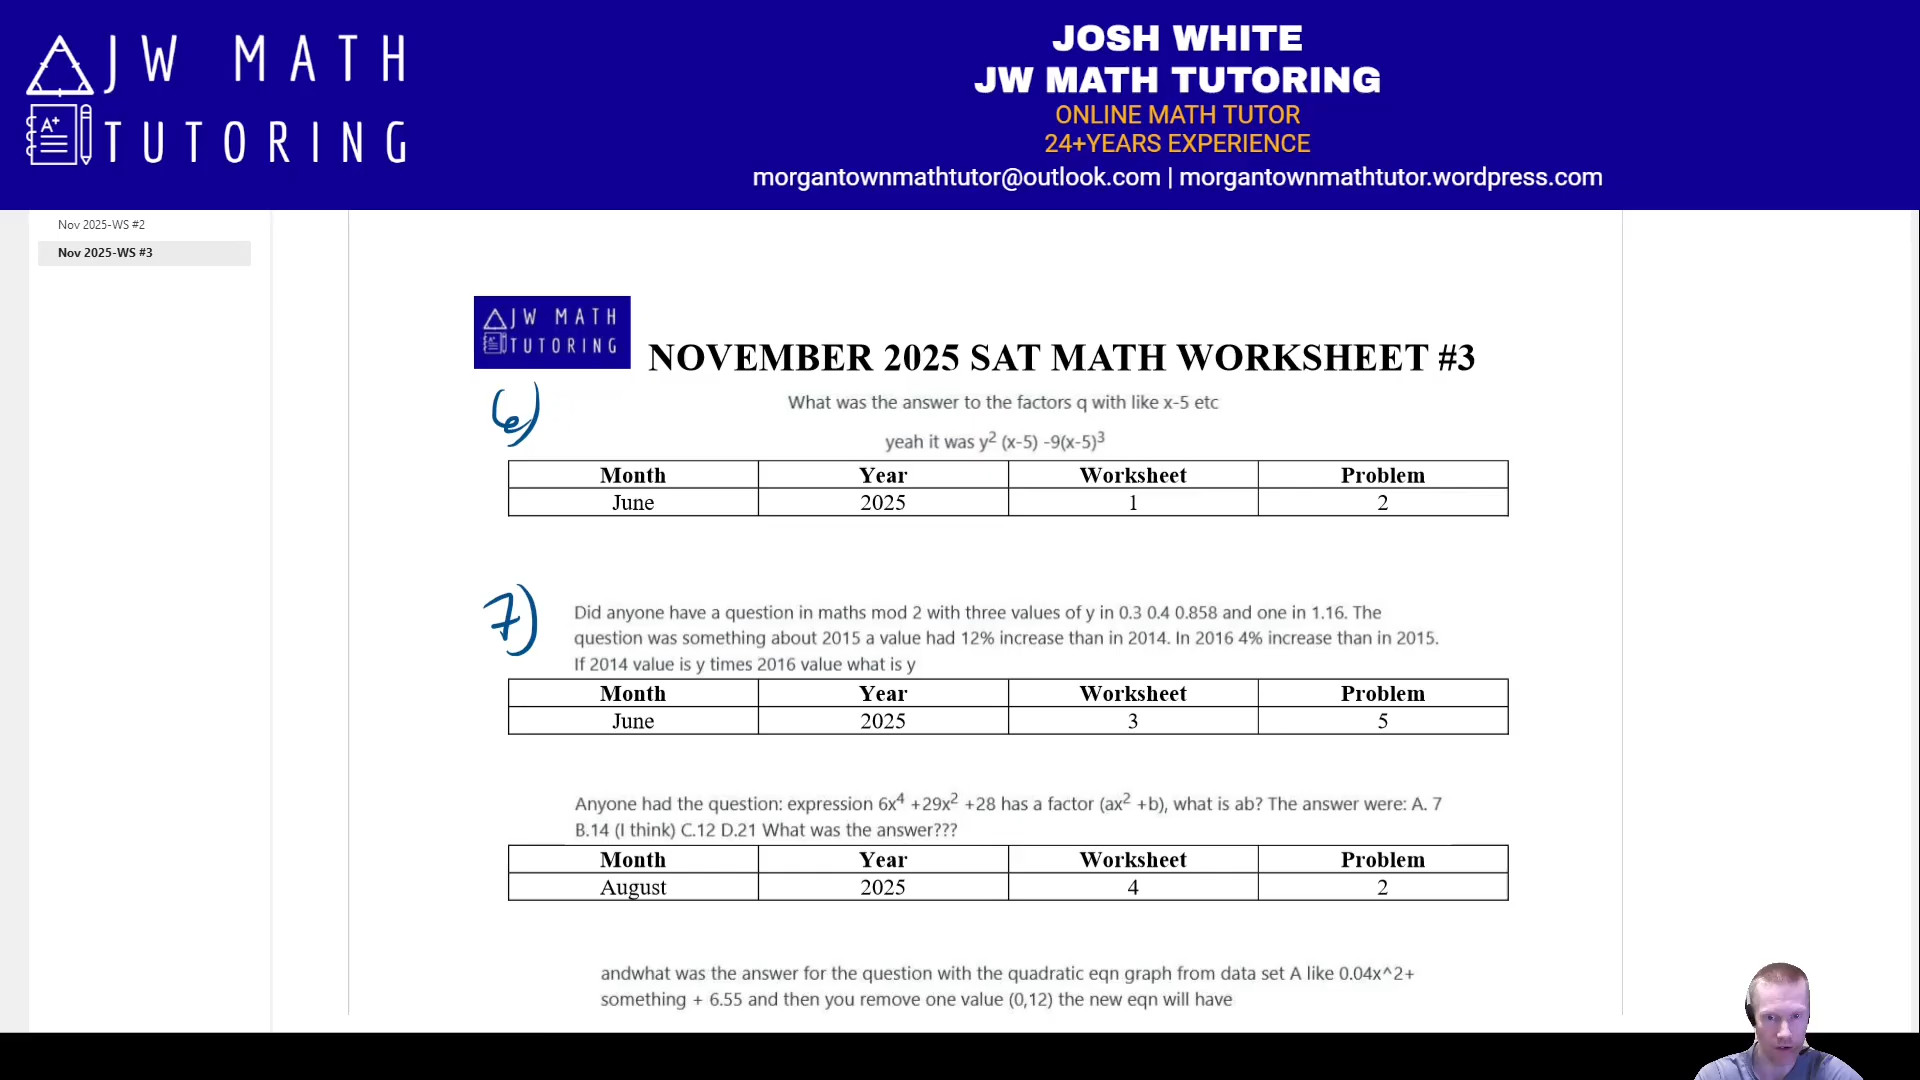 JW MATH
TUTORING
A+
JOSH WHITE
JW MATH TUTORING
ONLINE MATH TUTOR
24+YEARS EXPERIENCE
morgantownmathtutor@outlook.com | morgantownmathtutor.wordpress.com
Nov 2025-WS #2
Nov 2025-WS #3
JW MATH
TUTORING
NOVEMBER 2025 SAT MATH WORKSHEET #3
6)
What was the answer to the factors q with like x-5 etc
yeah it was y² (x-5) -9(x-5)³
Month Year Worksheet Problem
June 2025 1 2
7)
Did anyone have a question in maths mod 2 with three values of y in 0.3 0.4 0.858 and one in 1.16. The
question was something about 2015 a value had 12% increase than in 2014. In 2016 4% increase than in 2015.
If 2014 value is y times 2016 value what is y
Month Year Worksheet Problem
June 2025 3 5
Anyone had the question: expression 6x⁴ +29x² +28 has a factor (ax² +b), what is ab? The answer were: A. 7
B.14 (I think) C.12 D.21 What was the answer???
Month Year Worksheet Problem
August 2025 4 2
andwhat was the answer for the question with the quadratic eqn graph from data set A like 0.04x^2+
something + 6.55 and then you remove one value (0,12) the new eqn will have